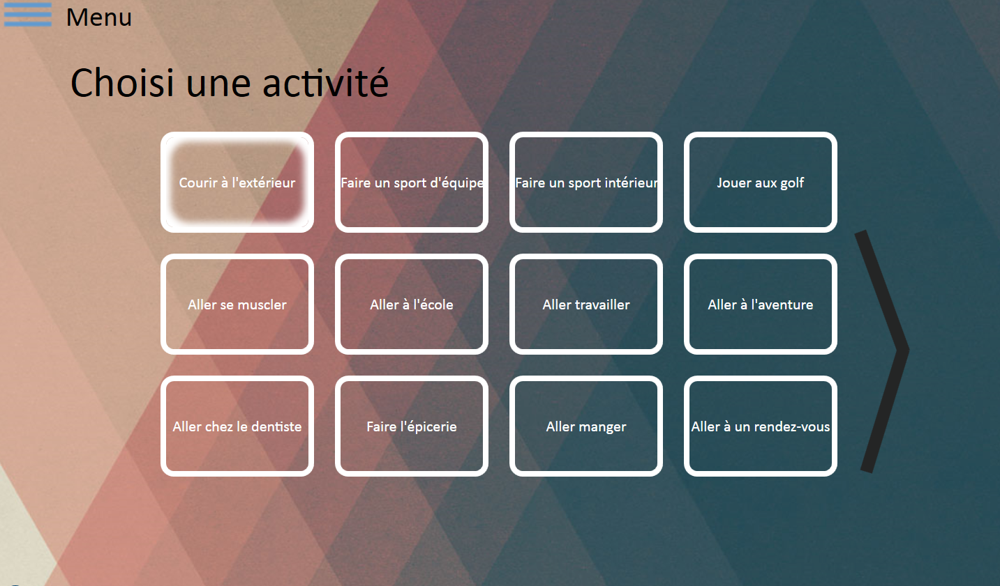 Menu
Choisi une activité
Courir à l'extérieur
Faire un sport d'équipe
Faire un sport intérieur
Jouer aux golf
Aller se muscler
Aller à l'école
Aller travailler
Aller à l'aventure
Aller chez le dentiste
Faire l'épicerie
Aller manger
Aller à un rendez-vous